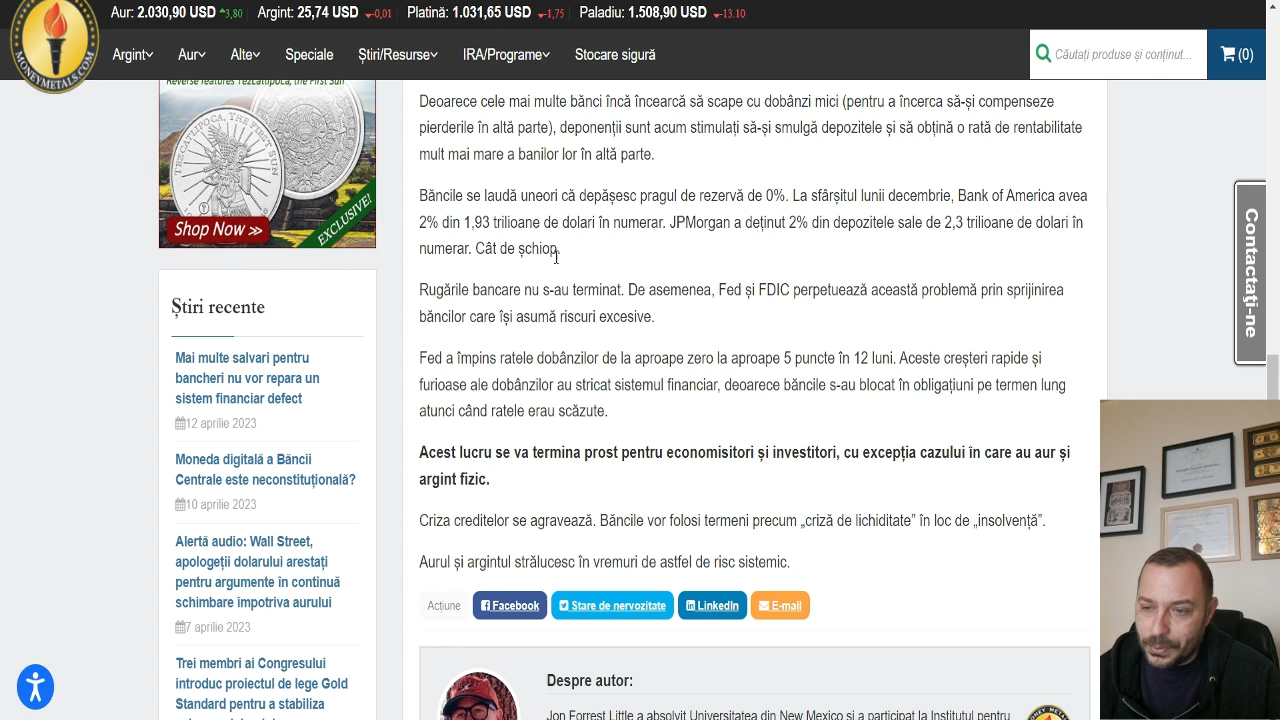 Aur: 2.030,90 USD 3,80 Argint: 25,74 USD -0,01 Platină: 1.031,65 USD -1,75 Paladiu: 1.508,90 USD -13.10
MONEYMETALS.COM
Argint Aur Alte Speciale Știri/Resurse IRA/Programe Stocare sigură
Căutați produse și conținut...
(0)
Reverse features Tezcatlipoca, the First Sun
TEZCATLIPOCA, THE FIRST SUN
Shop Now >>
EXCLUSIVE!
Știri recente
Mai multe salvari pentru
bancheri nu vor repara un
sistem financiar defect
12 aprilie 2023
Moneda digitală a Băncii
Centrale este neconstituțională?
10 aprilie 2023
Alertă audio: Wall Street,
apologeții dolarului arestați
pentru argumente în continuă
schimbare împotriva aurului
7 aprilie 2023
Trei membri ai Congresului
introduc proiectul de lege Gold
Standard pentru a stabiliza
Deoarece cele mai multe bănci încă încearcă să scape cu dobânzi mici (pentru a încerca să-și compenseze
pierderile în altă parte), deponenții sunt acum stimulați să-și smulgă depozitele și să obțină o rată de rentabilitate
mult mai mare a banilor lor în altă parte.
Băncile se laudă uneori că depășesc pragul de rezervă de 0%. La sfârșitul lunii decembrie, Bank of America avea
2% din 1,93 trilioane de dolari în numerar. JPMorgan a deținut 2% din depozitele sale de 2,3 trilioane de dolari în
numerar. Cât de șchiop.
Rugările bancare nu s-au terminat. De asemenea, Fed și FDIC perpetuează această problemă prin sprijinirea
băncilor care își asumă riscuri excesive.
Fed a împins ratele dobânzilor de la aproape zero la aproape 5 puncte în 12 luni. Aceste creșteri rapide și
furioase ale dobânzilor au stricat sistemul financiar, deoarece băncile s-au blocat în obligațiuni pe termen lung
atunci când ratele erau scăzute.
Acest lucru se va termina prost pentru economisitori și investitori, cu excepția cazului în care au aur și
argint fizic.
Criza creditelor se agravează. Băncile vor folosi termeni precum „criză de lichiditate” în loc de „insolvență”.
Aurul și argintul strălucesc în vremuri de astfel de risc sistemic.
Acțiune Facebook Stare de nervozitate LinkedIn E-mail
Despre autor:
Jon Forrest Little a absolvit Universitatea din New Mexico și a participat la Institutul pentru
Contactaţi-ne